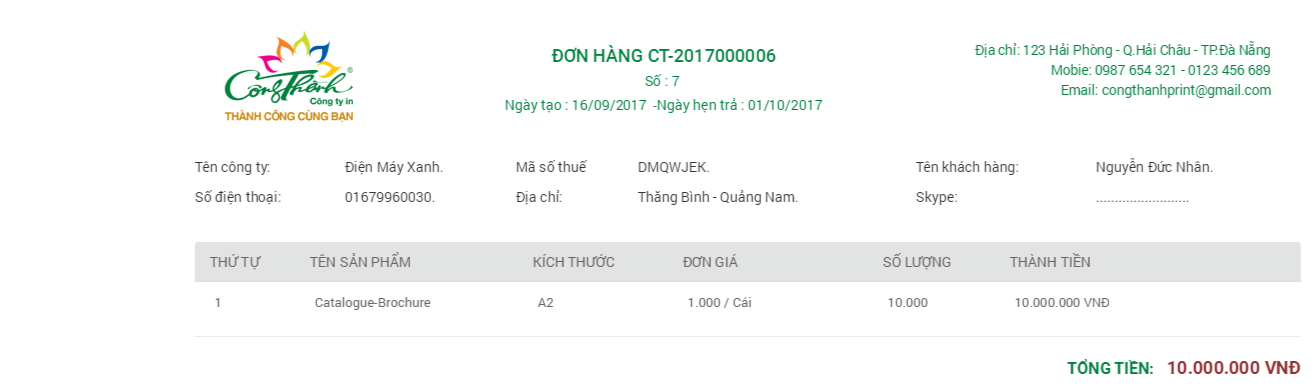 Công Thành
Công ty in
THÀNH CÔNG CÙNG BẠN
ĐƠN HÀNG CT-2017000006
Số : 7
Ngày tạo : 16/09/2017 -Ngày hẹn trả : 01/10/2017
Địa chỉ: 123 Hải Phòng - Q.Hải Châu - TP.Đà Nẵng
Mobie: 0987 654 321 - 0123 456 689
Email: congthanhprint@gmail.com
Tên công ty: Điện Máy Xanh. Mã số thuế DMQWJEK. Tên khách hàng: Nguyễn Đức Nhân.
Số điện thoại: 01679960030. Địa chỉ: Thăng Bình - Quảng Nam. Skype: .........................
THỨ TỰ TÊN SẢN PHẨM KÍCH THƯỚC ĐƠN GIÁ SỐ LƯỢNG THÀNH TIỀN
1 Catalogue-Brochure A2 1.000 / Cái 10.000 10.000.000 VNĐ
TỔNG TIỀN: 10.000.000 VNĐ